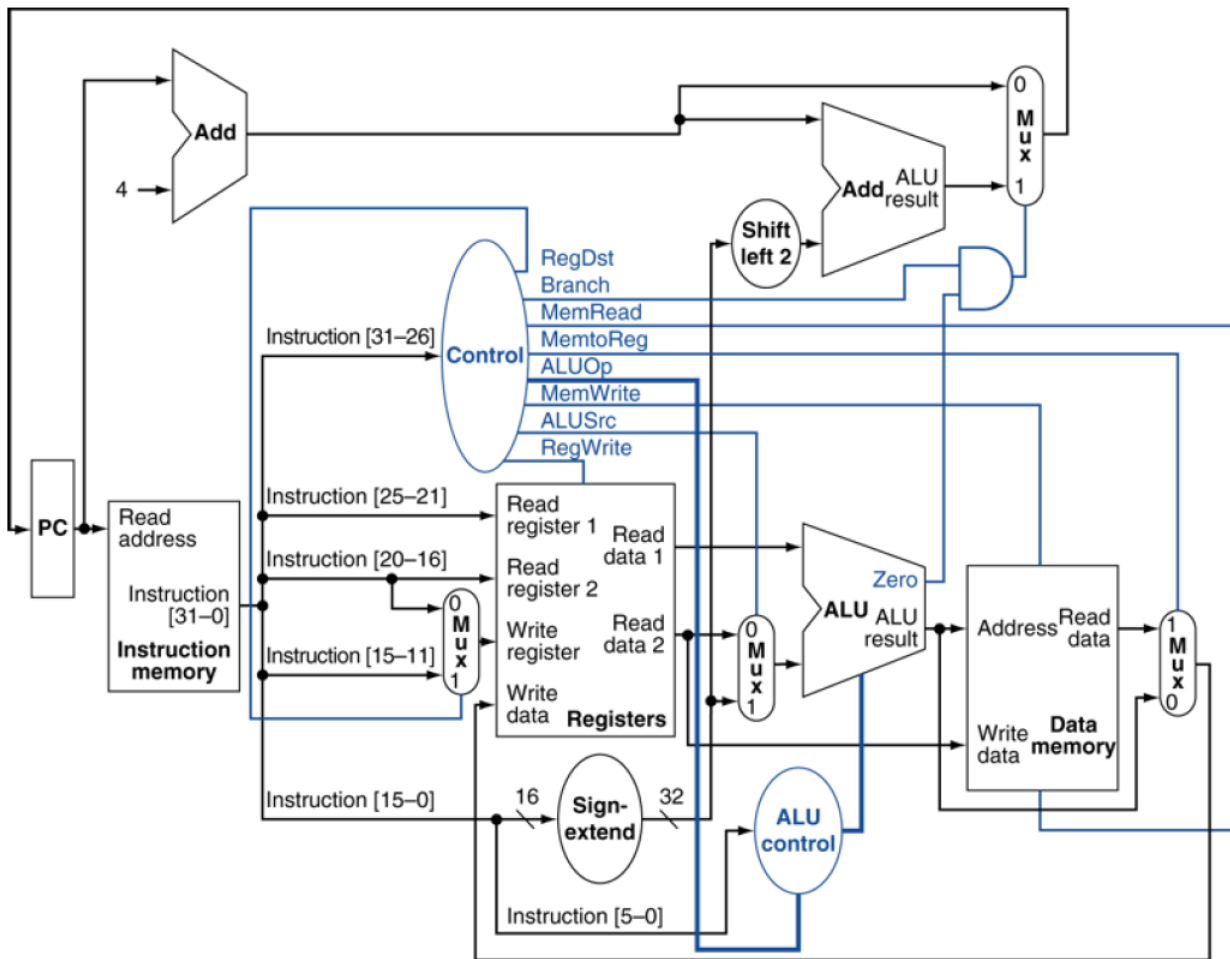 0
M
u
x
1
Add
4
Add
ALU
result
Shift
left 2
RegDst
Branch
MemRead
MemtoReg
ALUOp
MemWrite
ALUSrc
RegWrite
Instruction [31–26]
Control
PC
Read
address
Instruction
[31–0]
Instruction
memory
Instruction [25–21]
Instruction [20–16]
Instruction [15–11]
0
M
u
x
1
Read
register 1
Read
register 2
Write
register
Write
data
Read
data 1
Read
data 2
Registers
0
M
u
x
1
Zero
ALU
ALU
result
Address
Read
data
Write
data
Data
memory
1
M
u
x
0
Instruction [15–0]
16
Sign-
extend
32
ALU
control
Instruction [5–0]